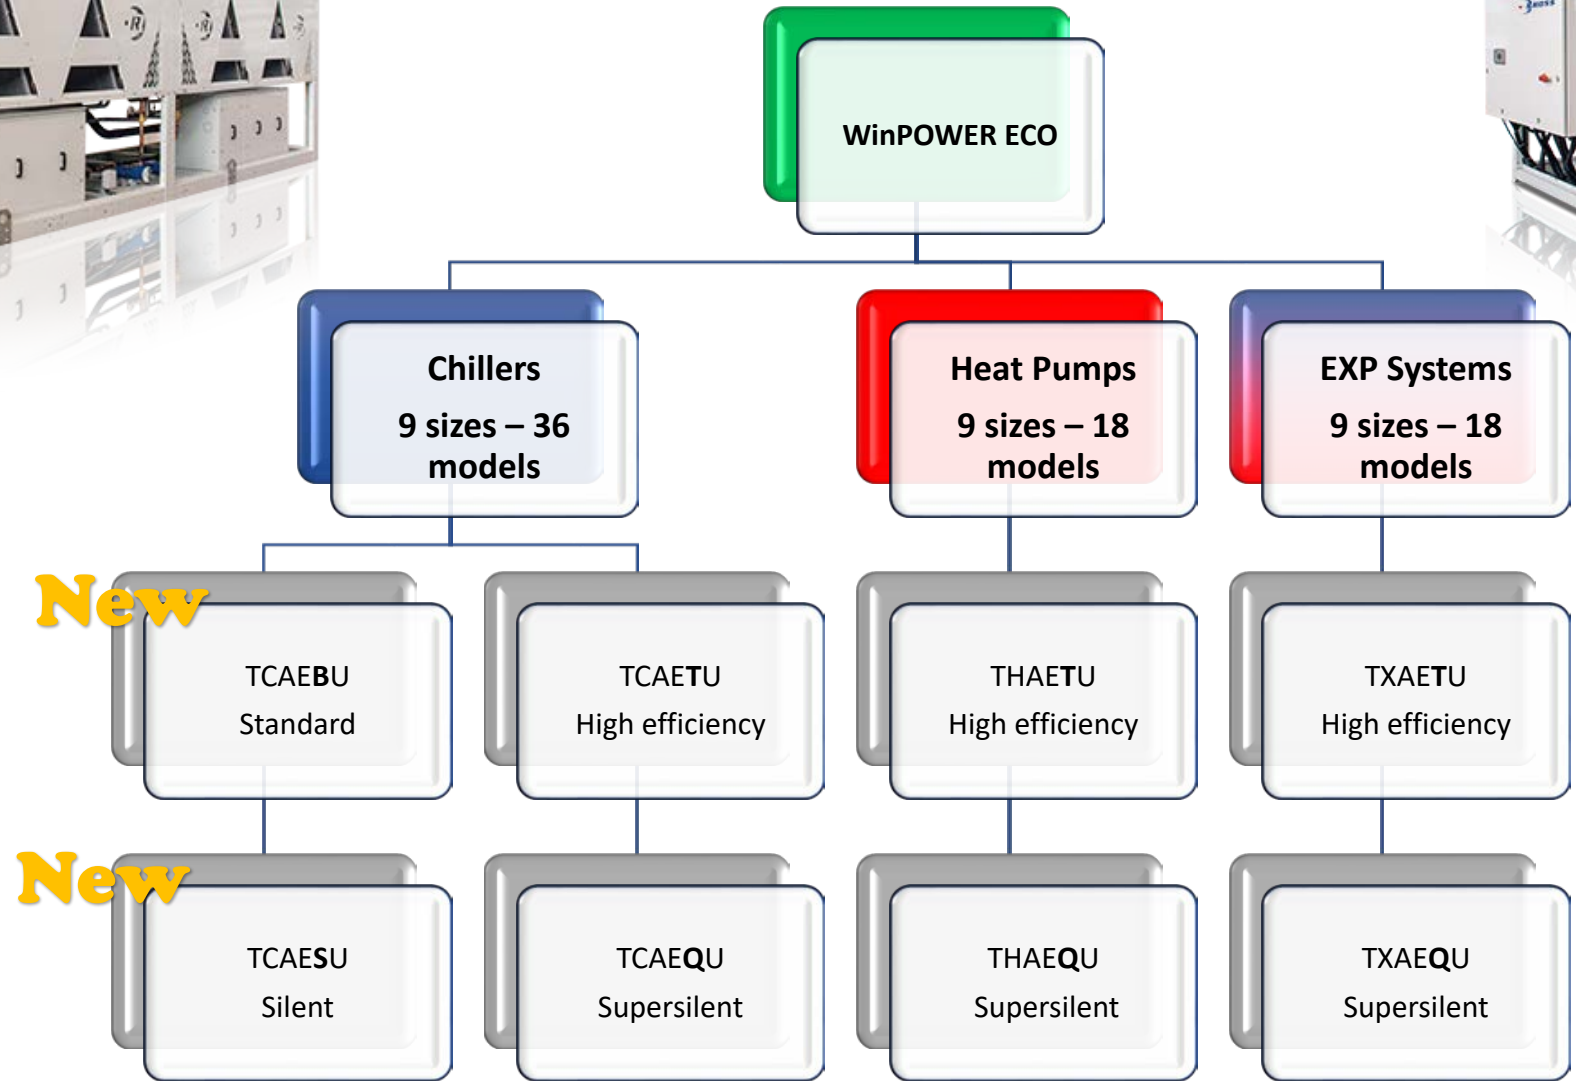 WinPOWER ECO
Chillers
9 sizes – 36
models
Heat Pumps
9 sizes – 18
models
EXP Systems
9 sizes – 18
models
New
TCAEBU
Standard
TCAETU
High efficiency
THAETU
High efficiency
TXAETU
High efficiency
New
TCAESU
Silent
TCAEQU
Supersilent
THAEQU
Supersilent
TXAEQU
Supersilent